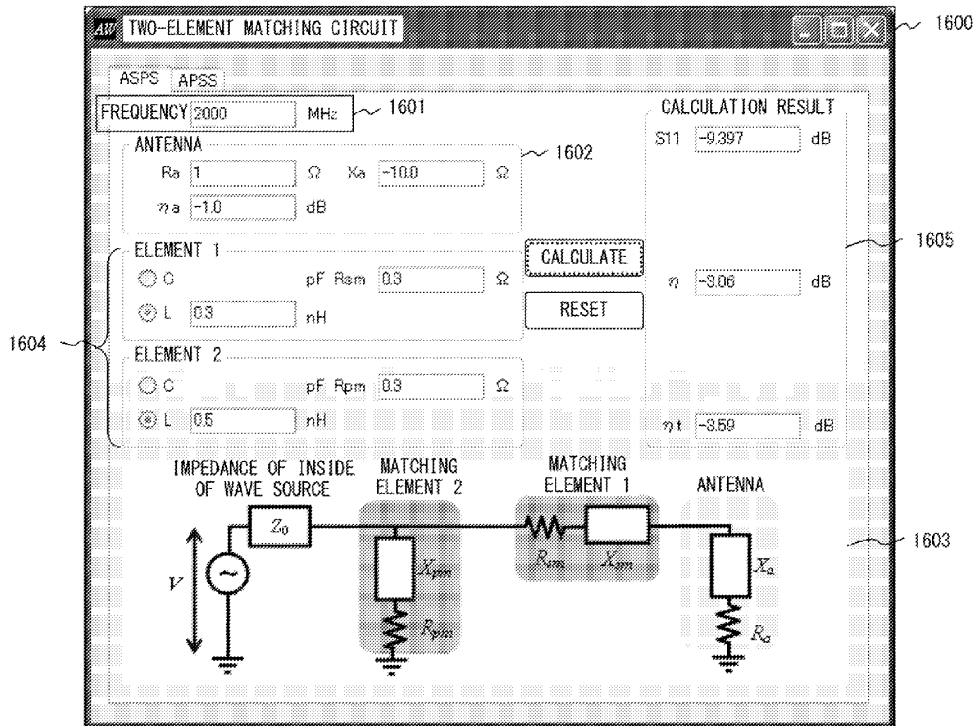 1600
AW TWO-ELEMENT MATCHING CIRCUIT
ASPS APSS
FREQUENCY 2000 MHz 1601
CALCULATION RESULT
S11 -9.397 dB
ANTENNA 1602
Ra 1 Ω Xa -10.0 Ω
ηa -1.0 dB
ELEMENT 1
C pF Rsm 0.3 Ω
L 0.3 nH
CALCULATE
RESET
η -3.06 dB
1605
1604
ELEMENT 2
C pF Rpm 0.3 Ω
L 0.5 nH
ηt -3.59 dB
IMPEDANCE OF INSIDE
OF WAVE SOURCE
MATCHING
ELEMENT 2
MATCHING
ELEMENT 1
ANTENNA
Z0
V
~
Xpm
Rpm
Rsm
Xsm
Xa
Ra
1603